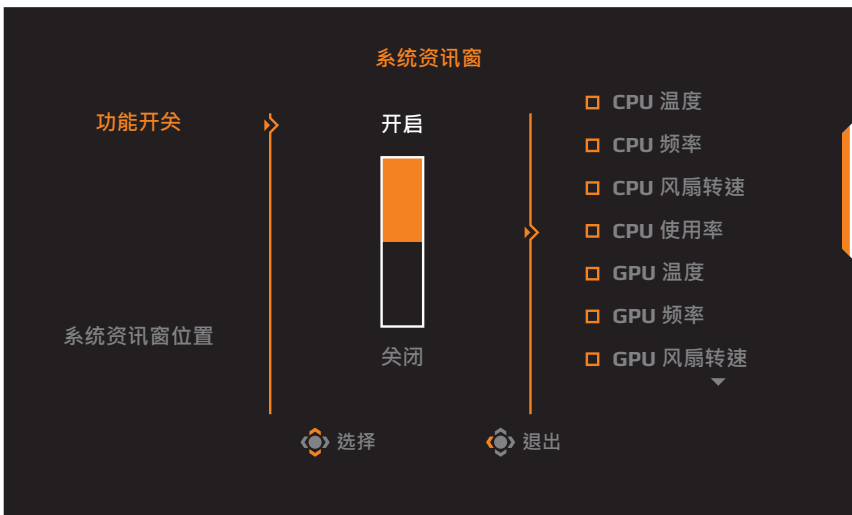 系统资讯窗
功能开关
开启
关闭
系统资讯窗位置
CPU 温度
CPU 频率
CPU 风扇转速
CPU 使用率
GPU 温度
GPU 频率
GPU 风扇转速
选择
退出